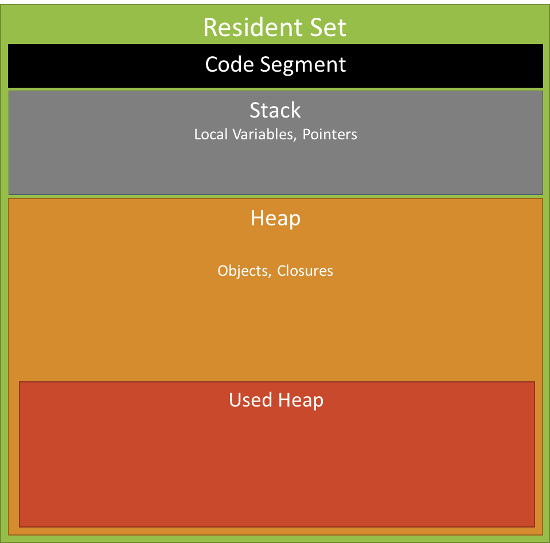 Resident Set
Code Segment
Stack
Local Variables, Pointers
Heap
Objects, Closures
Used Heap